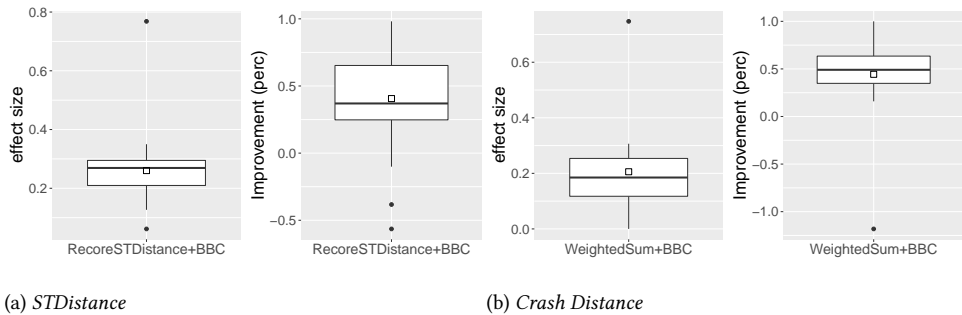 effect size
0.8
0.6
0.4
0.2
RecoreSTDistance+BBC
Improvement (perc)
1.0
0.5
0.0
−0.5
RecoreSTDistance+BBC
effect size
0.6
0.4
0.2
0.0
WeightedSum+BBC
Improvement (perc)
1.0
0.5
0.0
−0.5
−1.0
WeightedSum+BBC
(a) STDistance
(b) Crash Distance